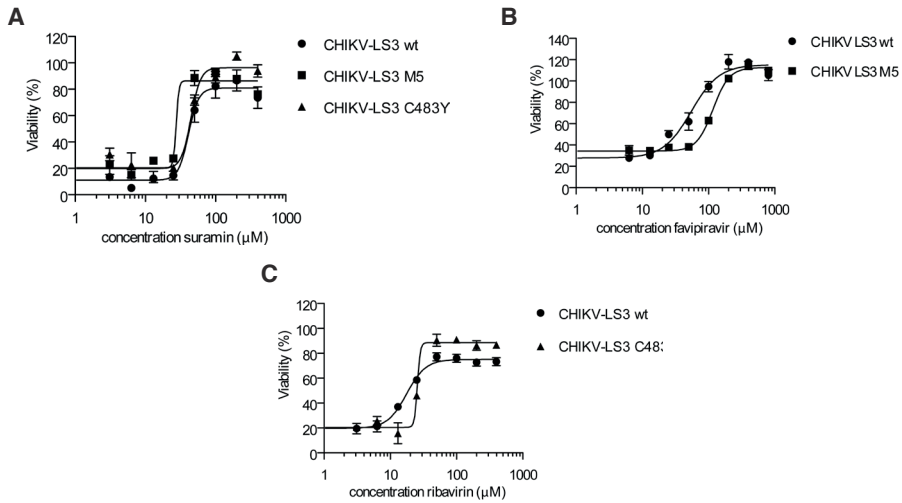 A
120
100
80
60
40
20
0
Viability (%)
1
10
100
1000
concentration suramin (µM)
CHIKV-LS3 wt
CHIKV-LS3 M5
CHIKV-LS3 C483Y
B
140
120
100
80
60
40
20
0
Viability (%)
1
10
100
1000
concentration favipiravir (µM)
CHIKV LS3 wt
CHIKV LS3 M5
C
120
100
80
60
40
20
0
Viability (%)
1
10
100
1000
concentration ribavirin (µM)
CHIKV-LS3 wt
CHIKV-LS3 C483